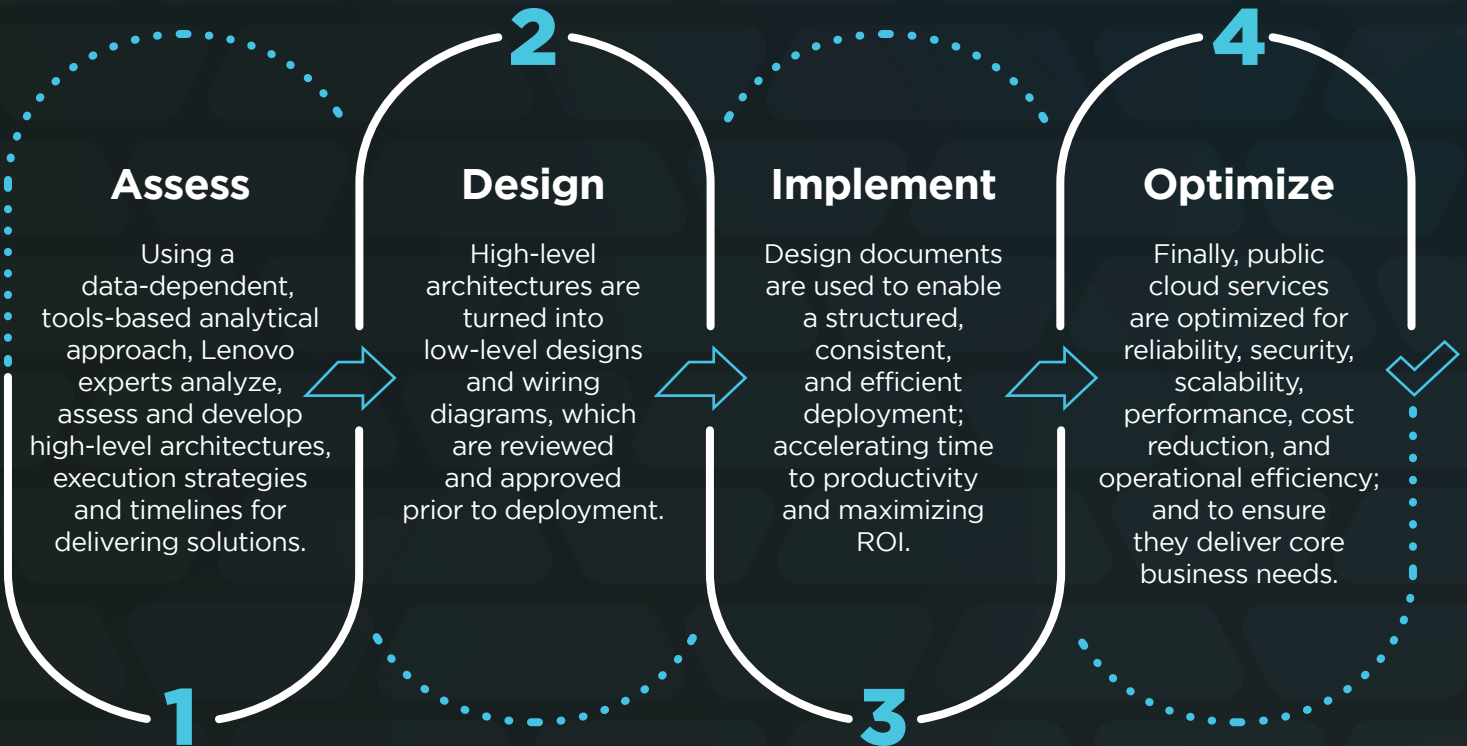 1
Assess
Using a
data-dependent,
tools-based analytical
approach, Lenovo
experts analyze,
assess and develop
high-level architectures,
execution strategies
and timelines for
delivering solutions.
2
Design
High-level
architectures are
turned into
low-level designs
and wiring
diagrams, which
are reviewed
and approved
prior to deployment.
3
Implement
Design documents
are used to enable
a structured,
consistent,
and efficient
deployment;
accelerating time
to productivity
and maximizing
ROI.
4
Optimize
Finally, public
cloud services
are optimized for
reliability, security,
scalability,
performance, cost
reduction, and
operational efficiency;
and to ensure
they deliver core
business needs.